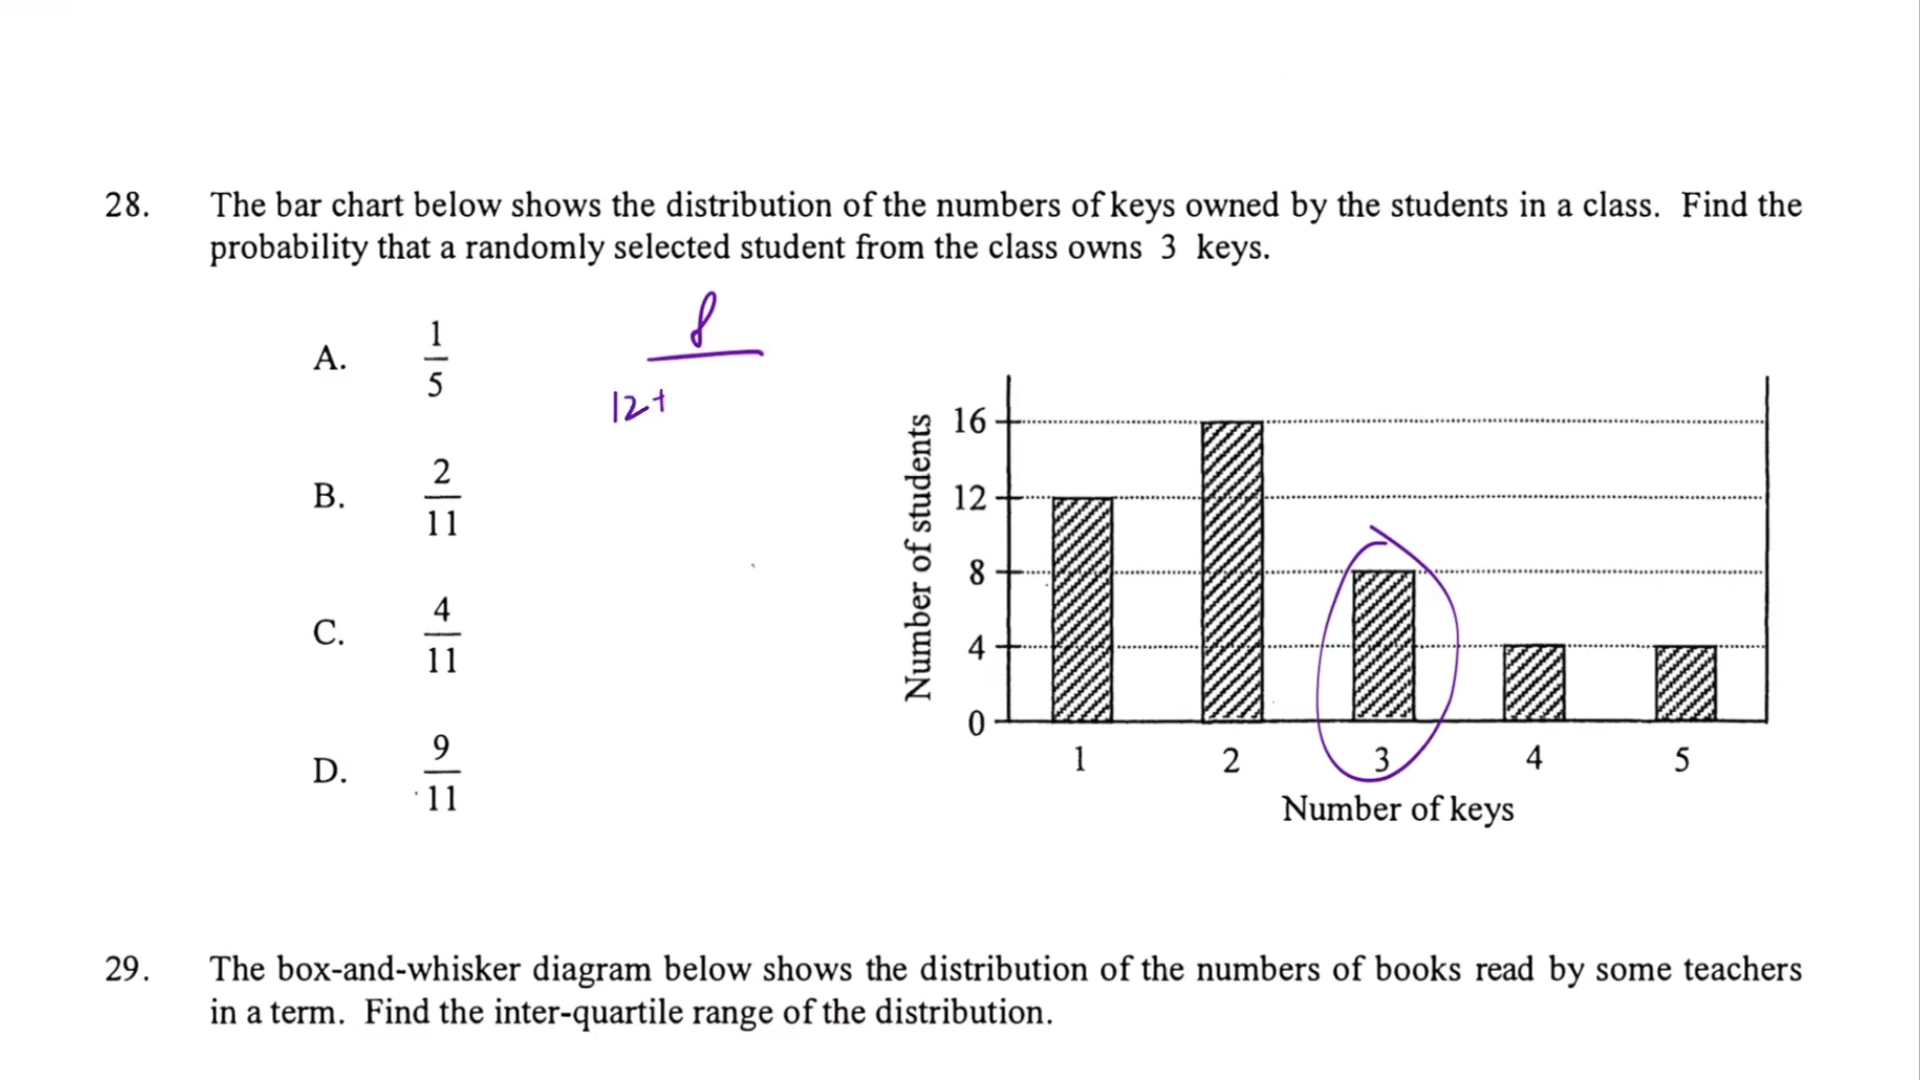 28. The bar chart below shows the distribution of the numbers of keys owned by the students in a class. Find the
probability that a randomly selected student from the class owns 3 keys.
8
12+
A. 1/5
B. 2/11
C. 4/11
D. 9/11
Number of students
16
12
8
4
0
1 2 3 4 5
Number of keys
29. The box-and-whisker diagram below shows the distribution of the numbers of books read by some teachers
in a term. Find the inter-quartile range of the distribution.